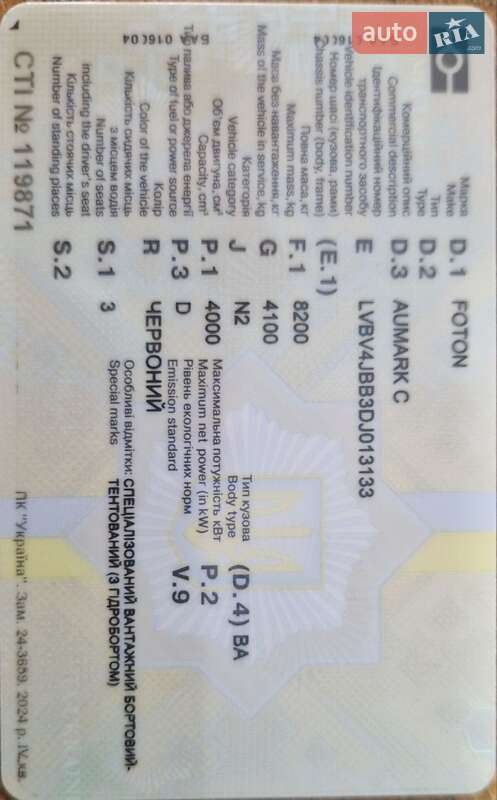 auto RIA.com
Марка
Make
D.1 FOTON
Тип
Type
D.2
Комерційний опис
Commercial description
D.3 AUMARK C
Ідентифікаційний номер
транспортного засобу
Vehicle identification number
E LVBV4JBB3DJ013133
Номер шасі (кузова, рами)
Chassis number (body, frame)
(E.1)
Повна маса, кг
Maximum mass, kg
F.1 8200
Маса без навантаження, кг
Mass of the vehicle in service, kg
G 4100
Категорія
Vehicle category
J N2
Тип кузова
Body type
(D.4) ВА
Об'єм двигуна, см³
Capacity, cm³
P.1 4000
Максимальна потужність кВт
Maximum net power (in kW)
P.2
Тип палива або джерела енергії
Type of fuel or power source
P.3 D
Рівень екологічних норм
Emission standard
V.9
Колір
Color of the vehicle
R ЧЕРВОНИЙ
Кількість сидячих місць
з місцем водія
Number of seats
including the driver's seat
S.1 3
Кількість стоячих місць
Number of standing places
S.2
Особливі відмітки: СПЕЦІАЛІЗОВАНИЙ ВАНТАЖНИЙ БОРТОВИЙ-
Special marks ТЕНТОВАНИЙ (З ГІДРОБОРТОМ)
СТІ № 119871
ПК "Україна". Зам. 24-3659. 2024 р. IV кв.